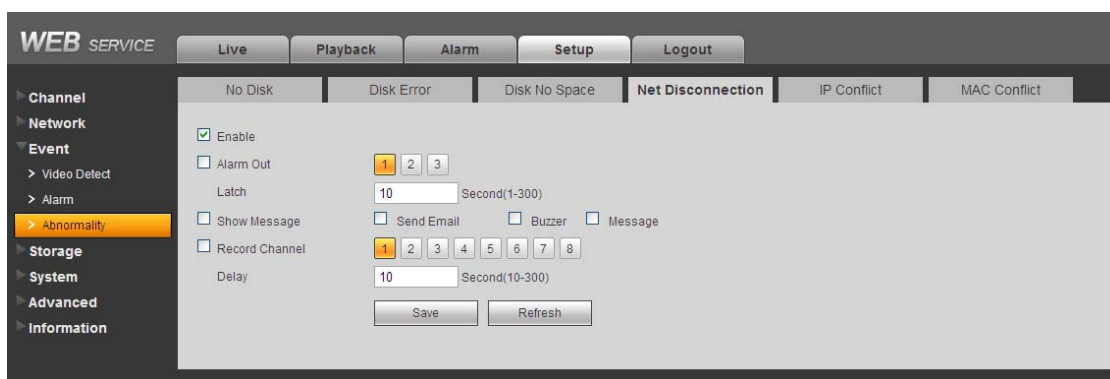 WEB SERVICE
Live Playback Alarm Setup Logout
No Disk Disk Error Disk No Space Net Disconnection IP Conflict MAC Conflict
Channel
Network
Event
> Video Detect
> Alarm
> Abnormality
Storage
System
Advanced
Information
Enable
Alarm Out 1 2 3
Latch 10 Second(1-300)
Show Message Send Email Buzzer Message
Record Channel 1 2 3 4 5 6 7 8
Delay 10 Second(10-300)
Save Refresh